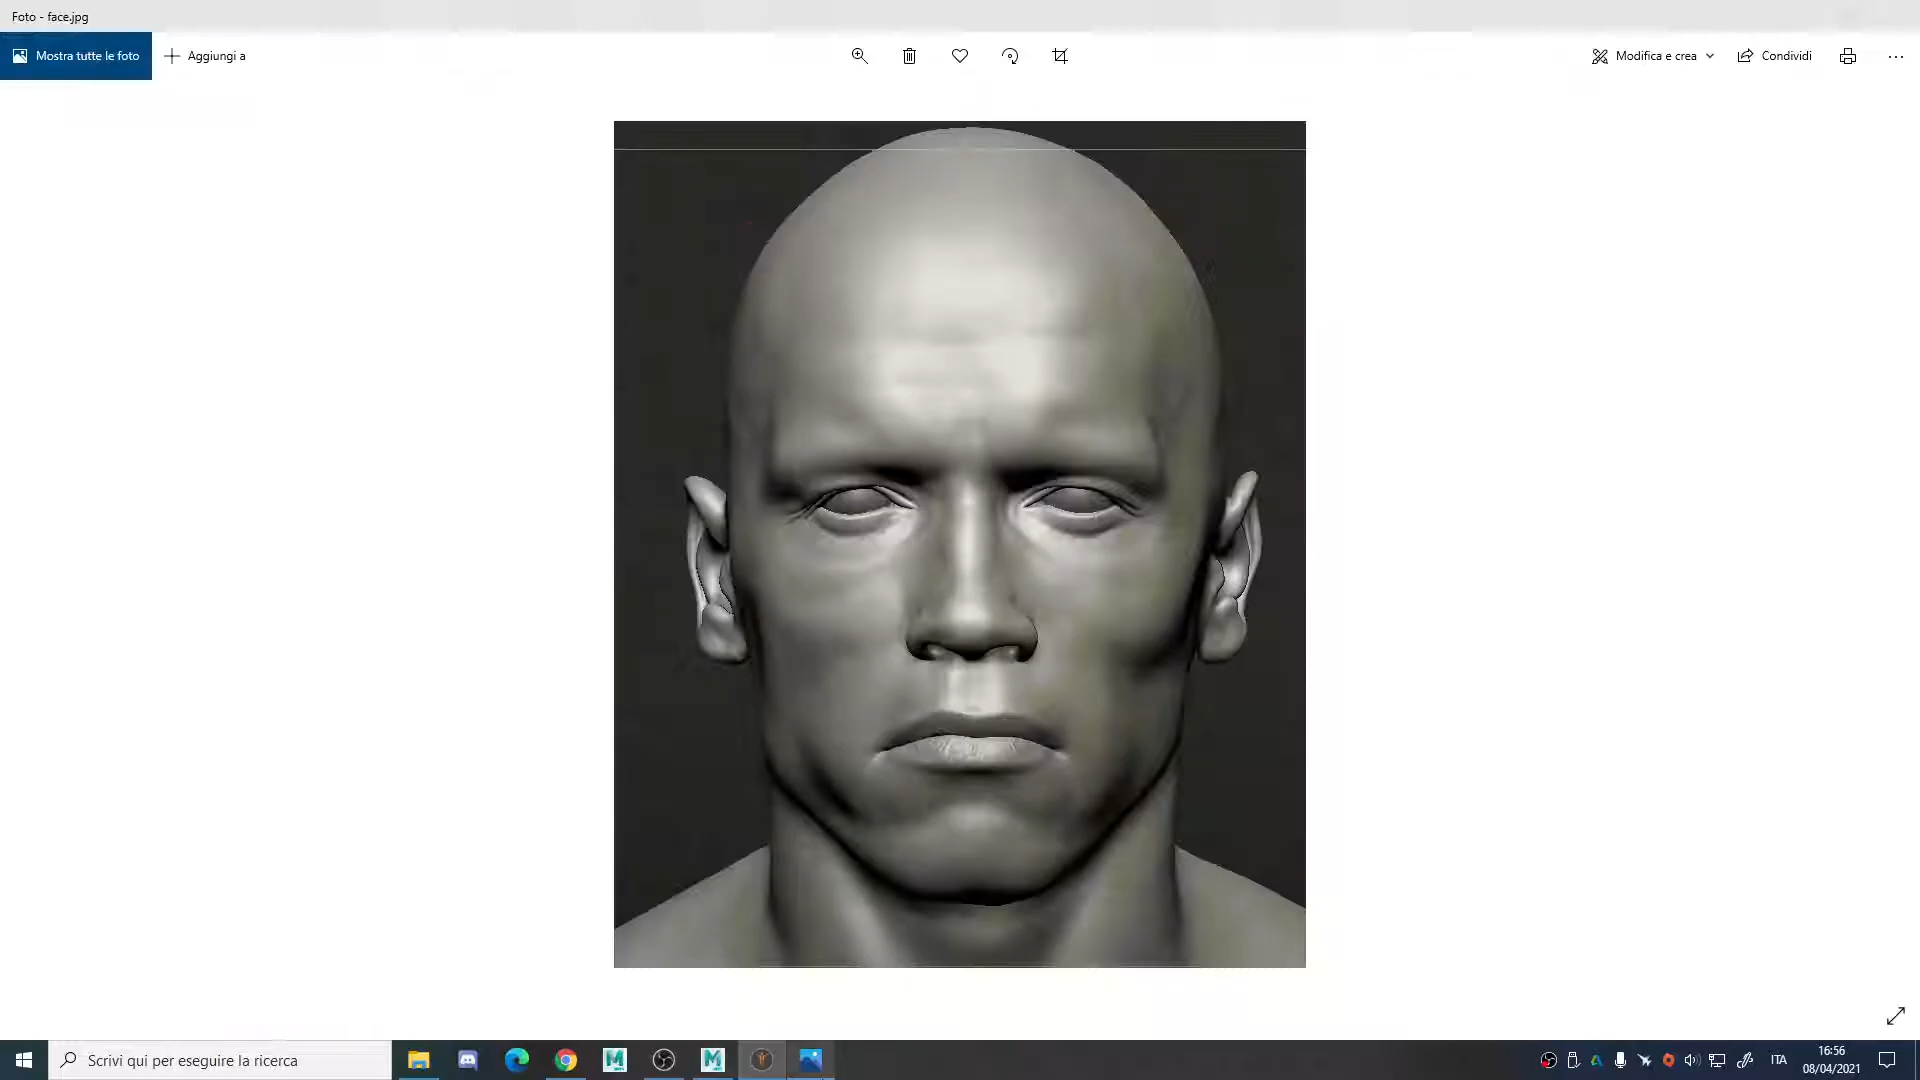 Foto - face.jpg
Mostra tutte le foto
Aggiungi a
Modifica e crea
Condividi
Scrivi qui per eseguire la ricerca
ITA
16:56
08/04/2021